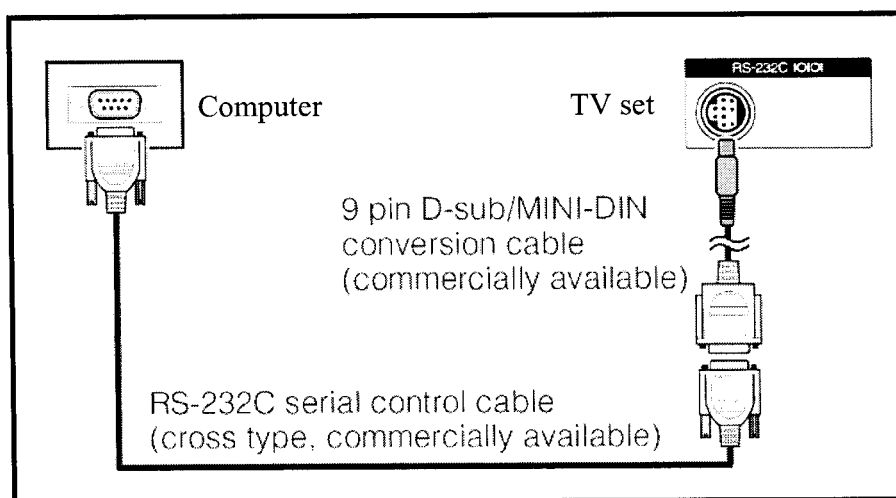 RS-232C IOIOI
Computer
TV set
9 pin D-sub/MINI-DIN
conversion cable
(commercially available)
RS-232C serial control cable
(cross type, commercially available)